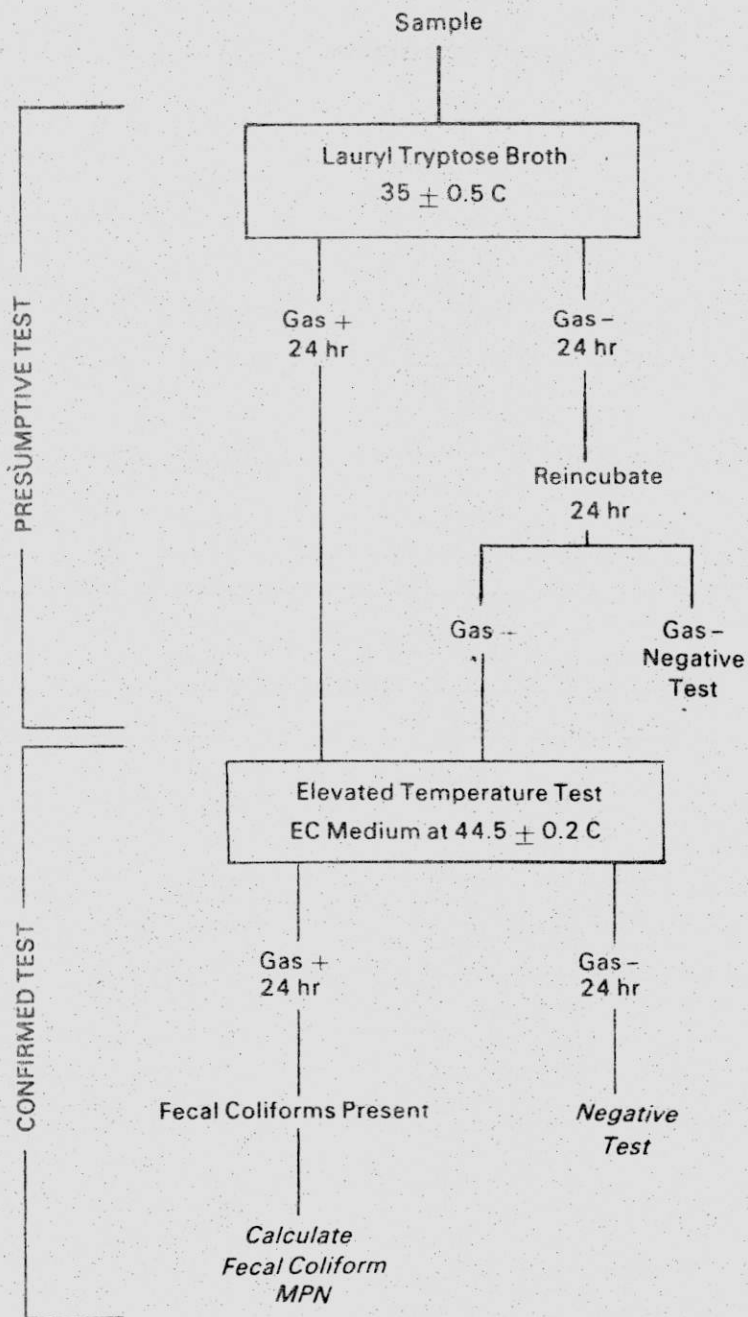 Sample
PRESUMPTIVE TEST
Lauryl Tryptose Broth
35 ± 0.5 C
Gas +
24 hr
Gas -
24 hr
Reincubate
24 hr
Gas -
Gas -
Negative
Test
CONFIRMED TEST
Elevated Temperature Test
EC Medium at 44.5 ± 0.2 C
Gas +
24 hr
Gas -
24 hr
Fecal Coliforms Present
Negative
Test
Calculate
Fecal Coliform
MPN